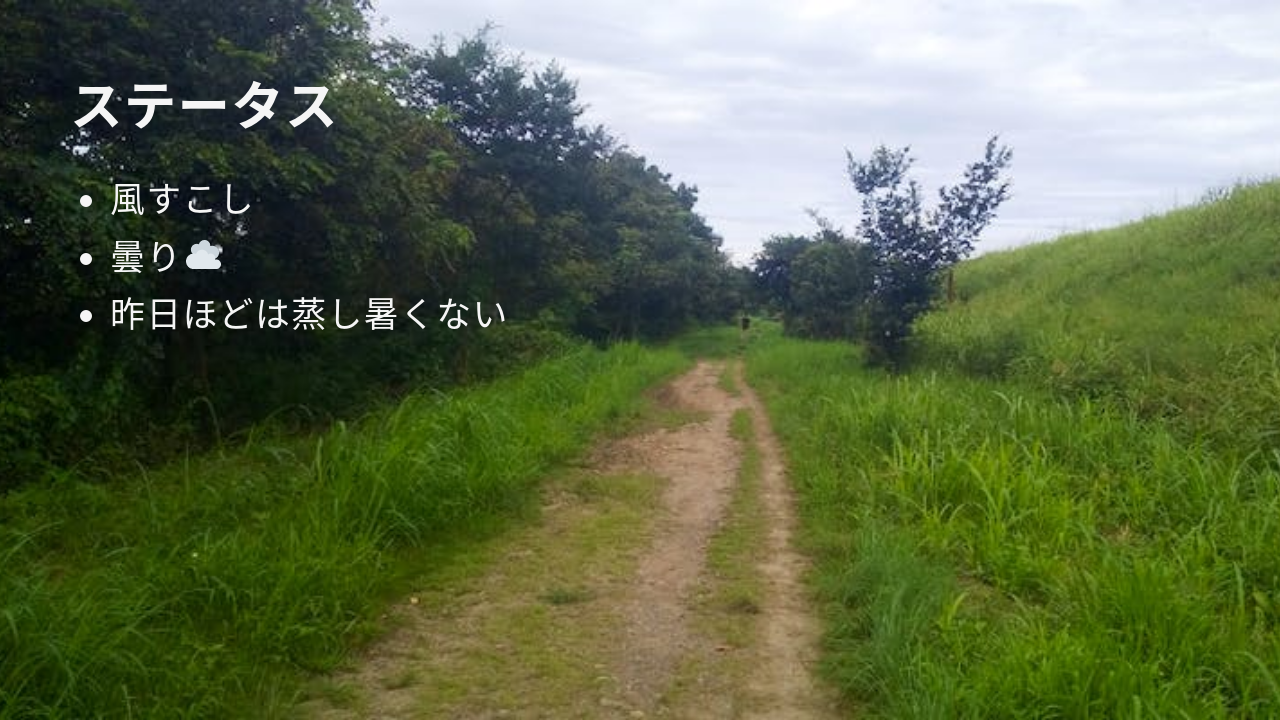 ステータス
• 風すこし
• 曇り☁️
• 昨日ほどは蒸し暑くない